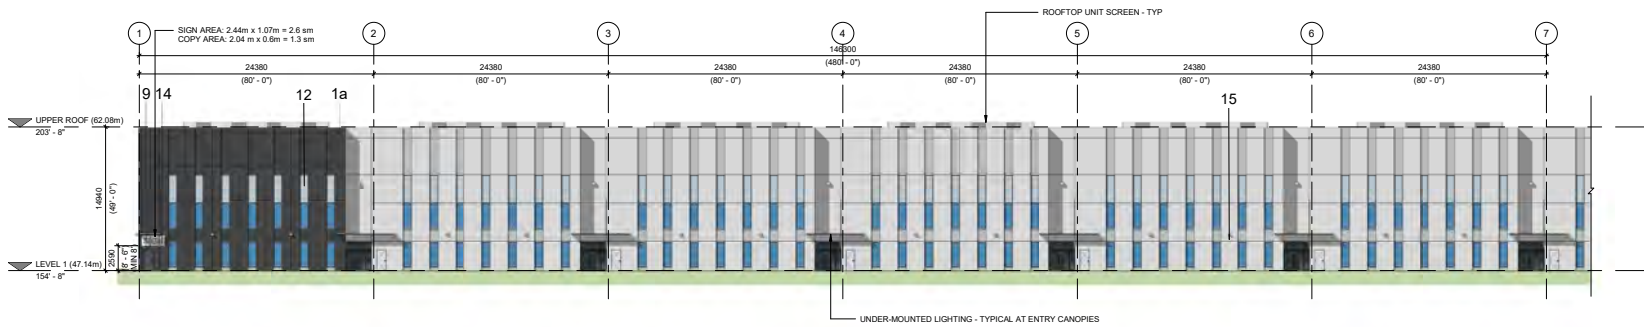 ROOFTOP UNIT SCREEN - TYP
SIGN AREA: 2.44m x 1.07m = 2.6 sm
COPY AREA: 2.04 m x 0.6m = 1.3 sm
1 2 3 4 5 6 7
146300
(480' - 0")
24380 24380 24380 24380 24380 24380
(80' - 0") (80' - 0") (80' - 0") (80' - 0") (80' - 0") (80' - 0")
9 14 12 1a 15
UPPER ROOF (62.08m)
203' - 8"
14940
(49' - 0")
2590
(8' - 6")
MIN 8'
LEVEL 1 (47.14m)
154' - 8"
UNDER-MOUNTED LIGHTING - TYPICAL AT ENTRY CANOPIES